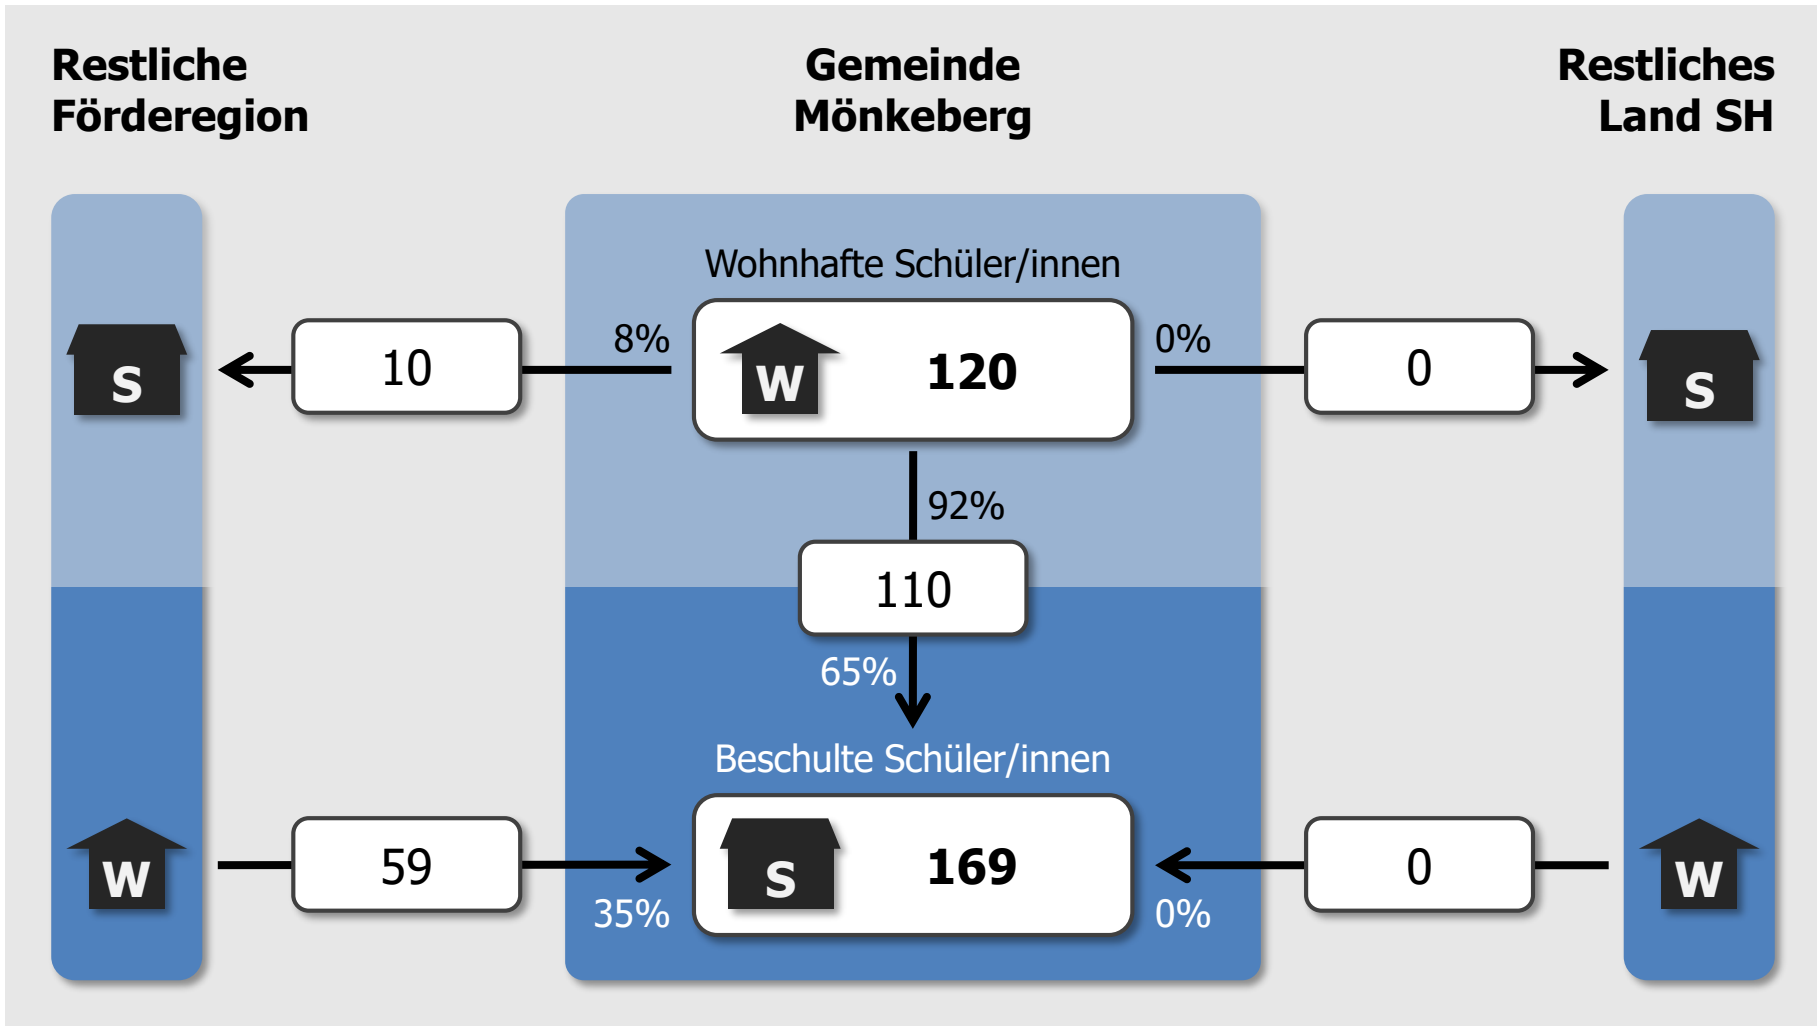 Restliche
Förderegion
Gemeinde
Mönkeberg
Restliches
Land SH
Wohnhafte Schüler/innen
S
10
8%
W
120
0%
0
S
92%
110
65%
Beschulte Schüler/innen
W
59
35%
S
169
0%
0
W